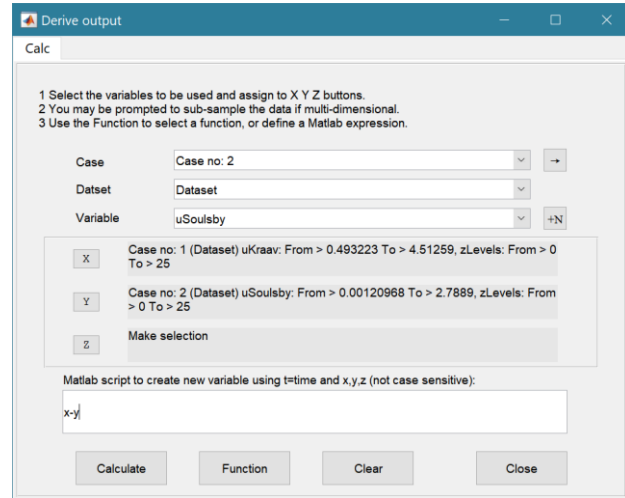 Derive output
Calc
1 Select the variables to be used and assign to X Y Z buttons.
2 You may be prompted to sub-sample the data if multi-dimensional.
3 Use the Function to select a function, or define a Matlab expression.
Case Case no: 2 →
Datset Dataset
Variable uSoulsby +N
X Case no: 1 (Dataset) uKraav: From > 0.493223 To > 4.51259, zLevels: From > 0
To > 25
Y Case no: 2 (Dataset) uSoulsby: From > 0.00120968 To > 2.7889, zLevels: From
> 0 To > 25
Z Make selection
Matlab script to create new variable using t=time and x,y,z (not case sensitive):
x-y
Calculate Function Clear Close